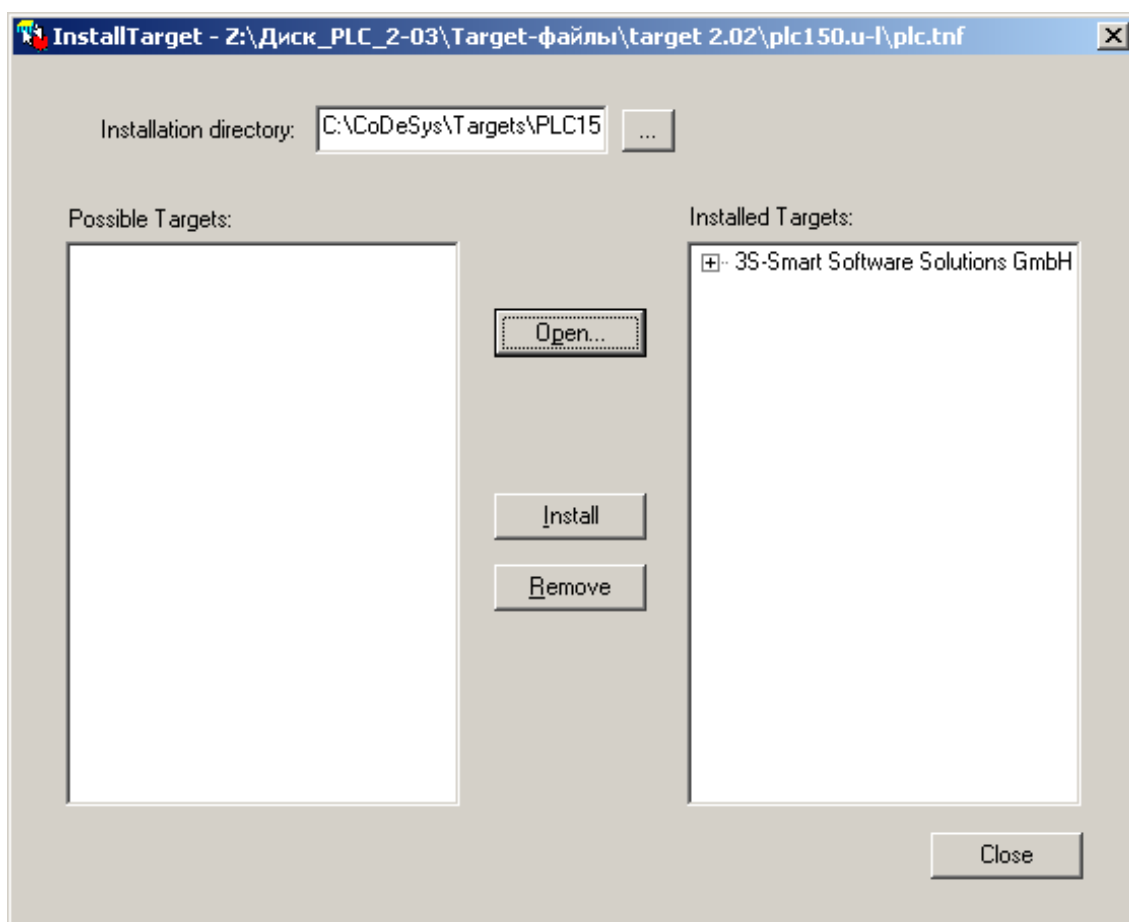 InstallTarget - Z:\Диск_PLC_2-03\Target-файлы\target 2.02\plc150.u-l\plc.tnf
Installation directory: C:\CoDeSys\Targets\PLC15 ...
Possible Targets:
Installed Targets:
3S-Smart Software Solutions GmbH
Open...
Install
Remove
Close